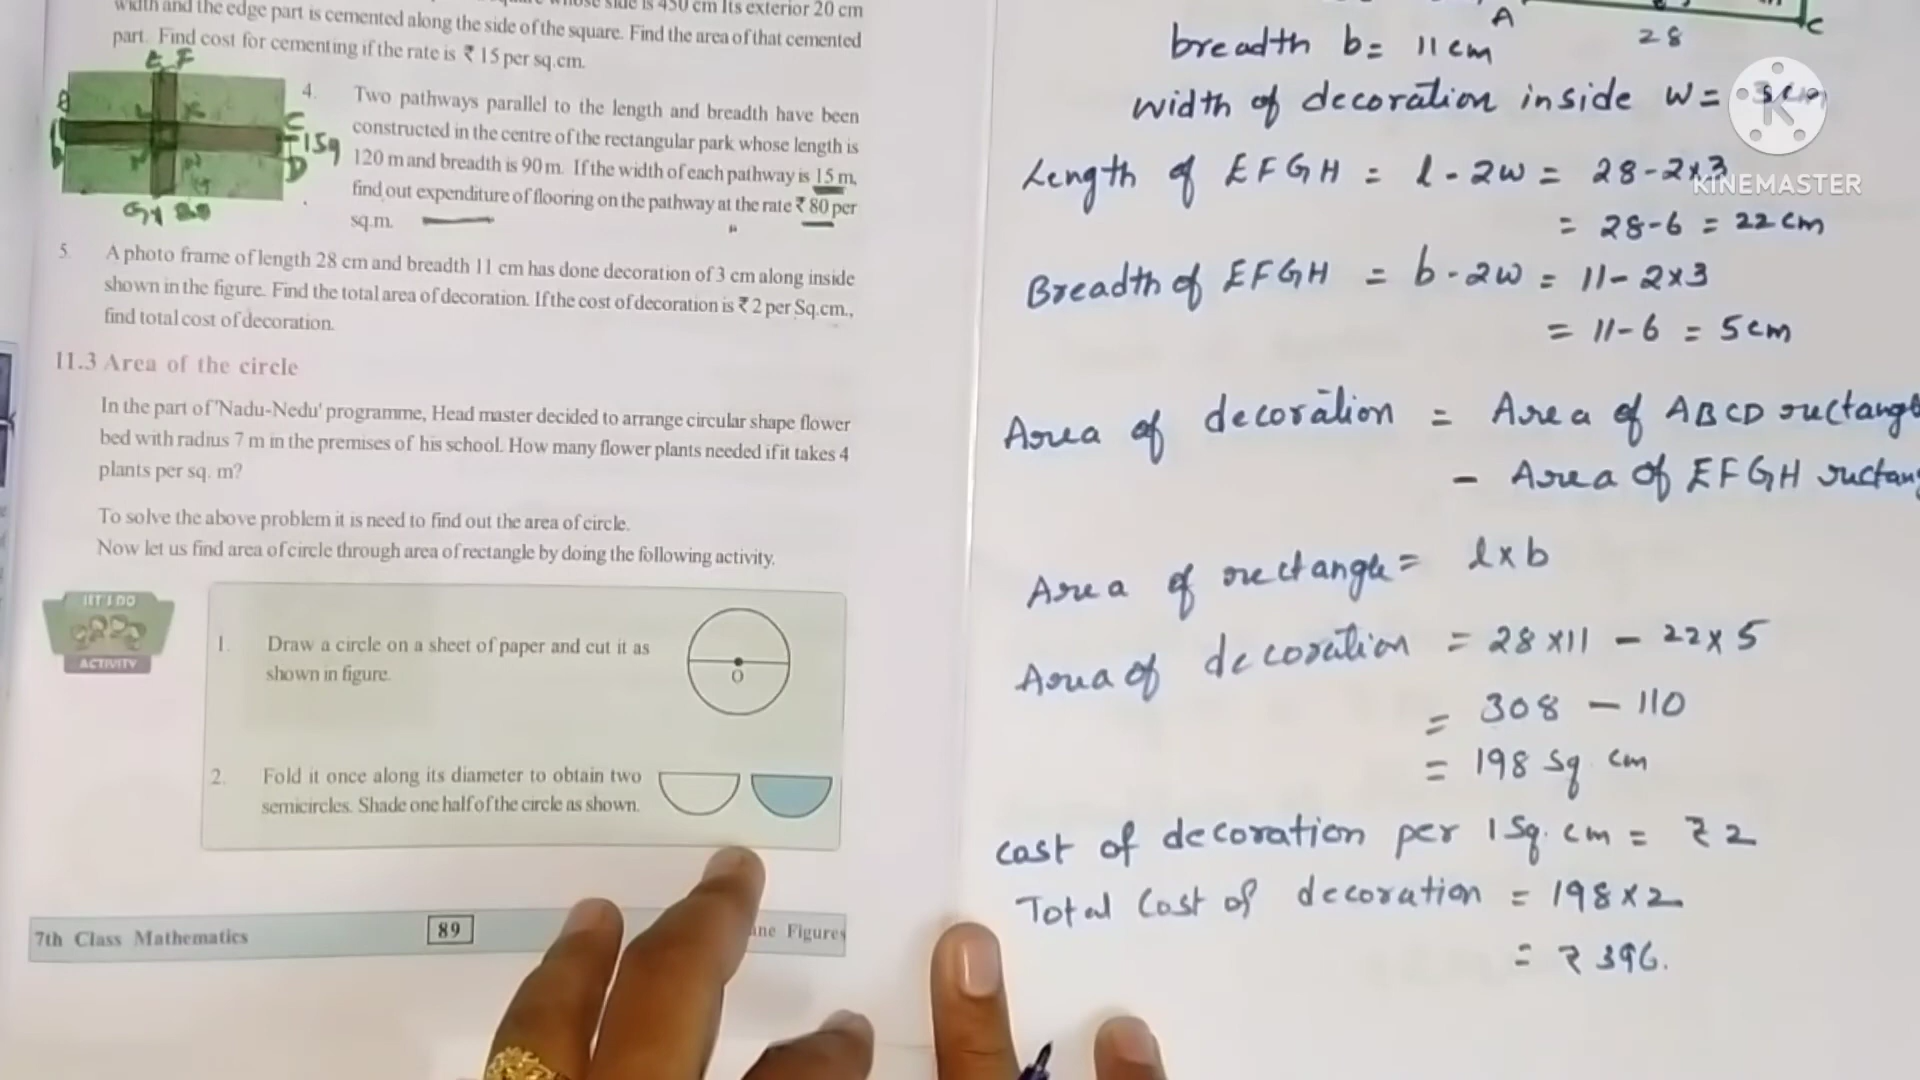 width and the edge part is cemented along the side of the square. Find the area of that cemented
part. Find cost for cementing if the rate is ₹ 15 per sq.cm.
E F
4. Two pathways parallel to the length and breadth have been
constructed in the centre of the rectangular park whose length is
120 m and breadth is 90 m. If the width of each pathway is 15 m,
find out expenditure of flooring on the pathway at the rate ₹ 80 per
sq.m.
C
D
5. A photo frame of length 28 cm and breadth 11 cm has done decoration of 3 cm along inside
shown in the figure. Find the total area of decoration. If the cost of decoration is ₹ 2 per Sq.cm.,
find total cost of decoration.
11.3 Area of the circle
In the part of 'Nadu-Nedu' programme, Head master decided to arrange circular shape flower
bed with radius 7 m in the premises of his school. How many flower plants needed if it takes 4
plants per sq. m?
To solve the above problem it is need to find out the area of circle.
Now let us find area of circle through area of rectangle by doing the following activity.
LET'S DO
ACTIVITY
1. Draw a circle on a sheet of paper and cut it as
shown in figure.
O
2. Fold it once along its diameter to obtain two
semicircles. Shade one half of the circle as shown.
7th Class Mathematics
89
ane Figures
A
28
C
breadth b = 11 cm
width of decoration inside w = 3 cm
K
KINEMASTER
Length of EFGH = l - 2w = 28 - 2x3
= 28-6 = 22 cm
Breadth of EFGH = b - 2w = 11 - 2x3
= 11-6 = 5 cm
Area of decoration = Area of ABCD rectangle
- Area of EFGH rectang
Area of rectangle = l x b
Area of decoration = 28 x11 - 22 x 5
= 308 - 110
= 198 sq. cm
cost of decoration per 1 Sq. cm = ₹ 2
Total Cost of decoration = 198 x 2
= ₹ 396.